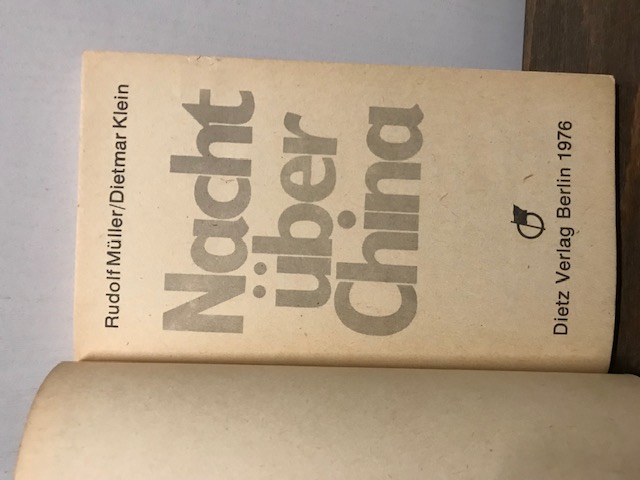 Rudolf Müller/Dietmar Klein
Nacht
über
China
Dietz Verlag Berlin 1976